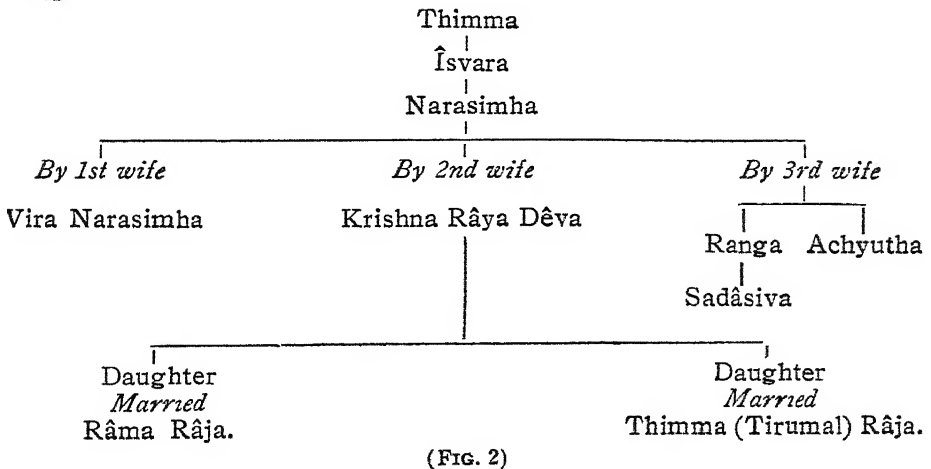 Thimma
Îsvara
Narasimha
By 1st wife By 2nd wife By 3rd wife
Vira Narasimha Krishna Râya Dêva
Ranga Achyutha
Sadâsiva
Daughter Daughter
Married Married
Râma Râja. Thimma (Tirumal) Râja.
(FIG. 2)